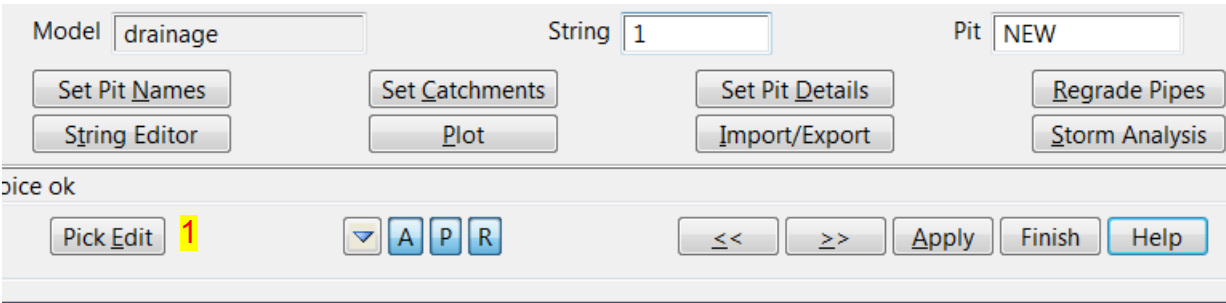 Model drainage String 1 Pit NEW
Set Pit Names Set Catchments Set Pit Details Regrade Pipes
String Editor Plot Import/Export Storm Analysis
oice ok
Pick Edit 1 A P R << >> Apply Finish Help